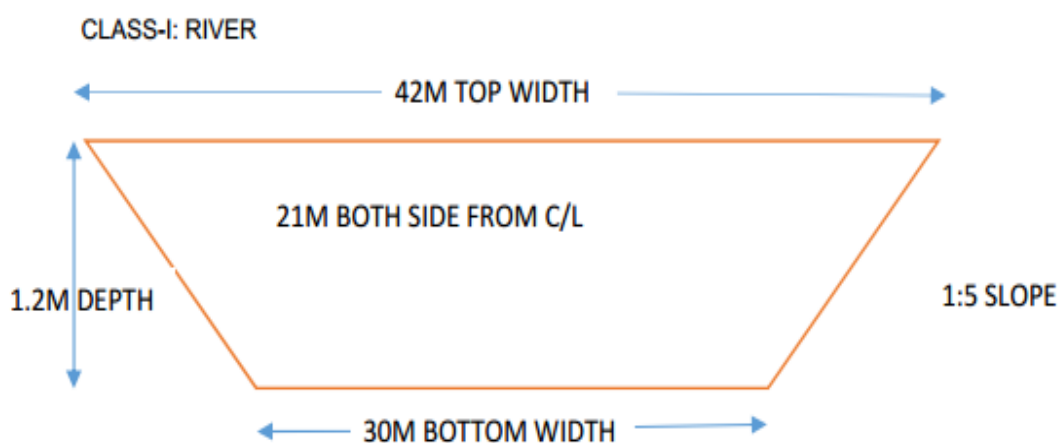 CLASS-I: RIVER
42M TOP WIDTH
21M BOTH SIDE FROM C/L
1.2M DEPTH
1:5 SLOPE
30M BOTTOM WIDTH